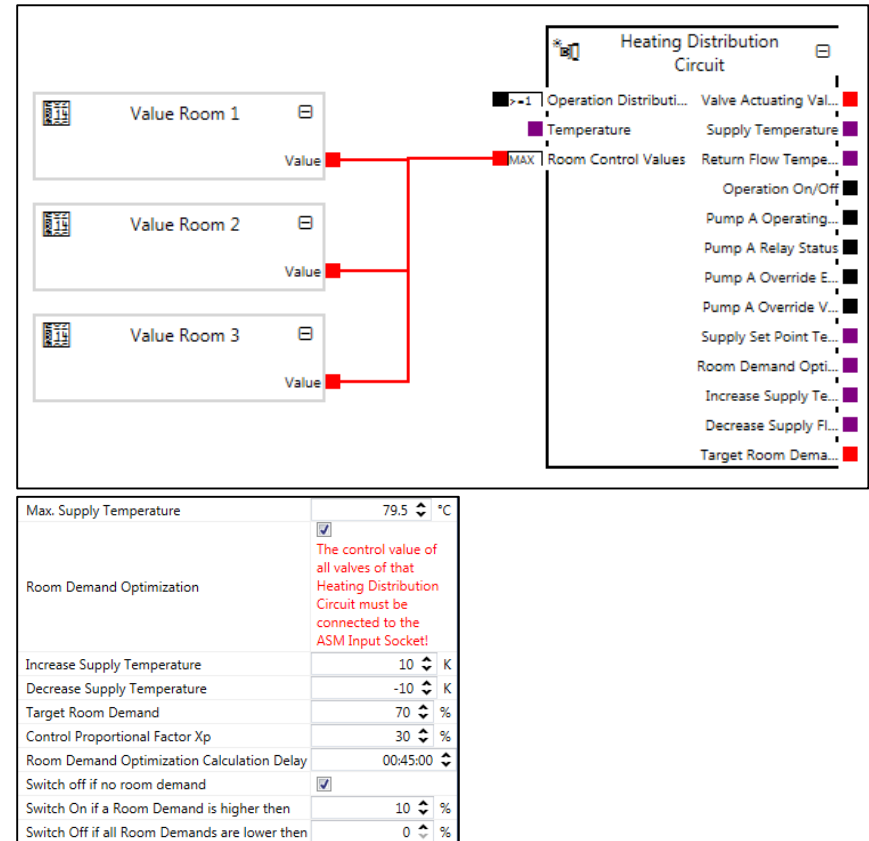 Heating Distribution
Circuit
Value Room 1
Value
Value Room 2
Value
Value Room 3
Value
>=1
Operation Distributi...
Valve Actuating Val...
Temperature
Supply Temperature
MAX
Room Control Values
Return Flow Tempe...
Operation On/Off
Pump A Operating...
Pump A Relay Status
Pump A Override E...
Pump A Override V...
Supply Set Point Te...
Room Demand Opti...
Increase Supply Te...
Decrease Supply Fl...
Target Room Dema...
Max. Supply Temperature 79.5 °C
Room Demand Optimization
The control value of
all valves of that
Heating Distribution
Circuit must be
connected to the
ASM Input Socket!
Increase Supply Temperature 10 K
Decrease Supply Temperature -10 K
Target Room Demand 70 %
Control Proportional Factor Xp 30 %
Room Demand Optimization Calculation Delay 00:45:00
Switch off if no room demand
Switch On if a Room Demand is higher then 10 %
Switch Off if all Room Demands are lower then 0 %